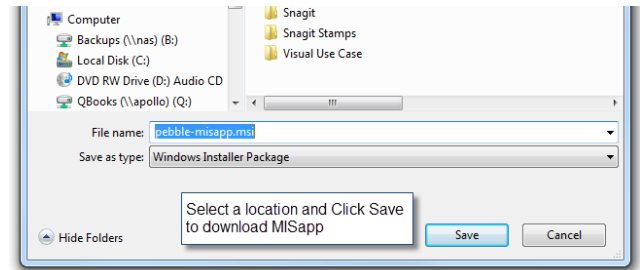 Computer
Backups (\\nas) (B:)
Local Disk (C:)
DVD RW Drive (D:) Audio CD
QBooks (\\apollo) (Q:)
Snagit
Snagit Stamps
Visual Use Case
File name: pebble-misapp.msi
Save as type: Windows Installer Package
Select a location and Click Save
to download MISapp
Hide Folders
Save
Cancel